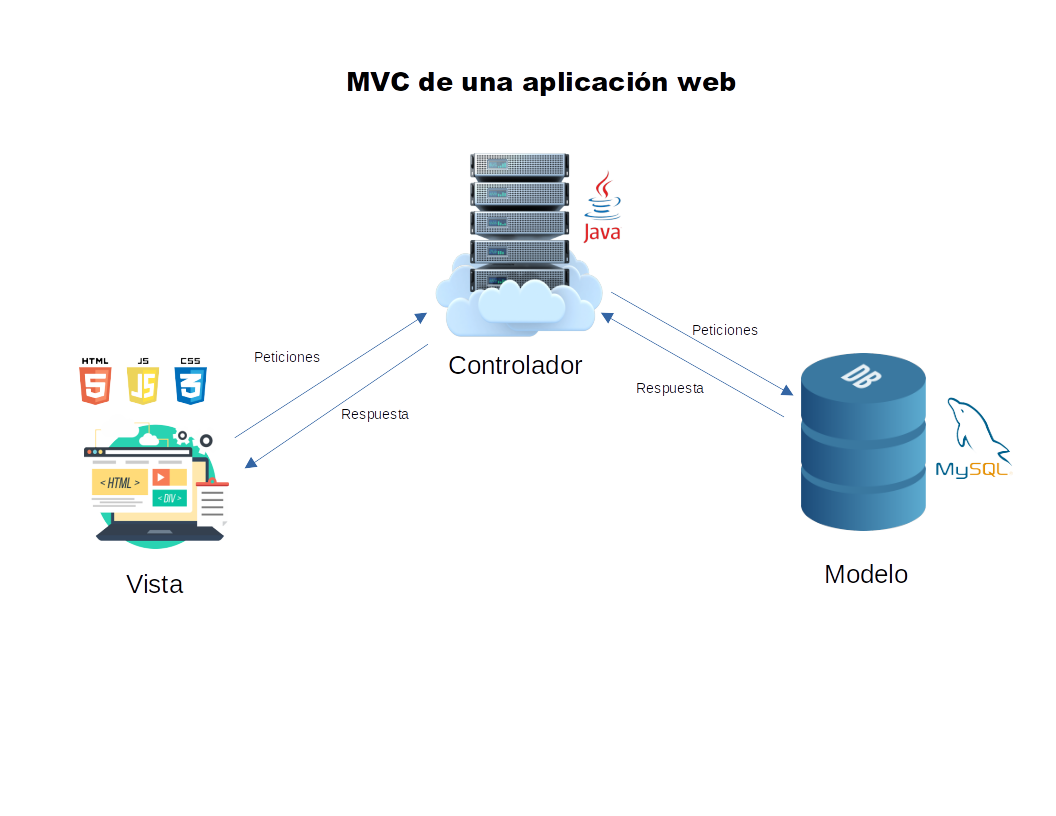 MVC de una aplicación web
Java
Peticiones
Controlador
Peticiones
Respuesta
Respuesta
HTML
JS
CSS
5
JS
3
DB
MySQL
< HTML >
< DIV >
Vista
Modelo